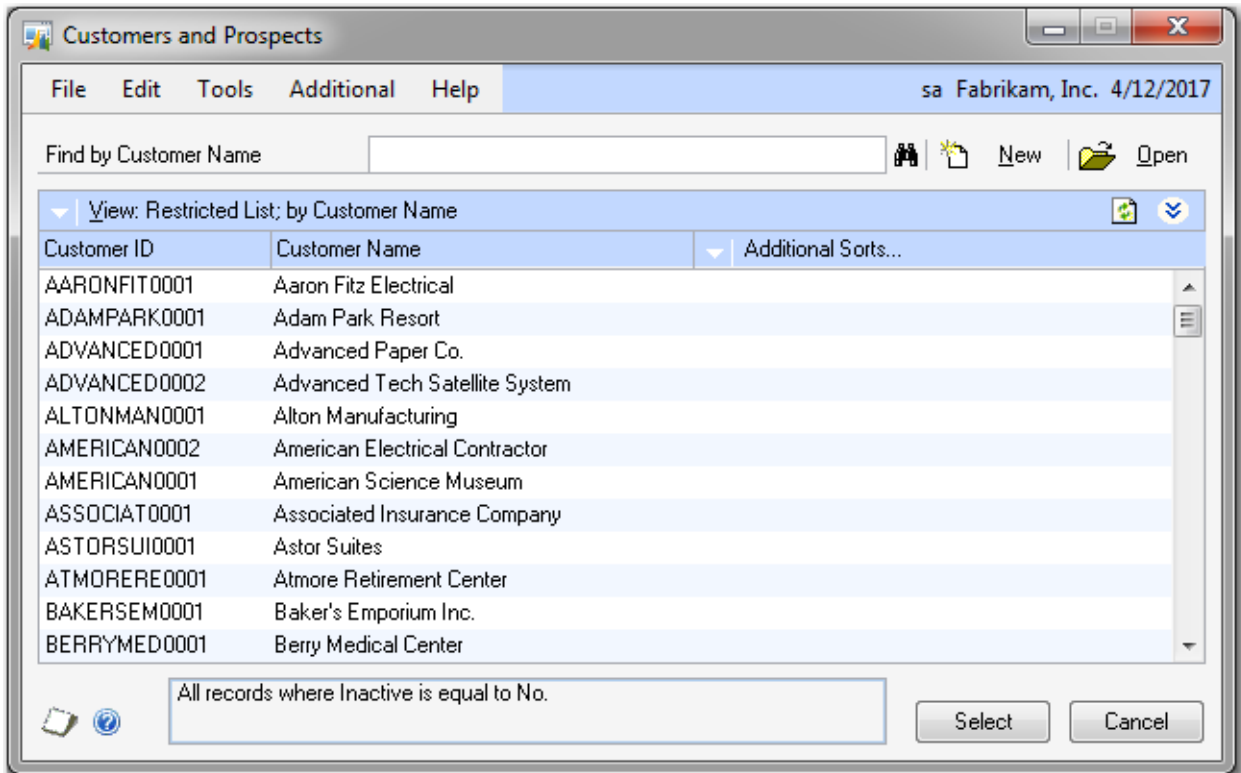 Customers and Prospects
File Edit Tools Additional Help sa Fabrikam, Inc. 4/12/2017
Find by Customer Name New Open
View: Restricted List; by Customer Name
Customer ID Customer Name Additional Sorts...
AARONFIT0001 Aaron Fitz Electrical
ADAMPARK0001 Adam Park Resort
ADVANCED0001 Advanced Paper Co.
ADVANCED0002 Advanced Tech Satellite System
ALTONMAN0001 Alton Manufacturing
AMERICAN0002 American Electrical Contractor
AMERICAN0001 American Science Museum
ASSOCIAT0001 Associated Insurance Company
ASTORSUI0001 Astor Suites
ATMORERE0001 Atmore Retirement Center
BAKERSEM0001 Baker's Emporium Inc.
BERRYMED0001 Berry Medical Center
All records where Inactive is equal to No.
Select Cancel